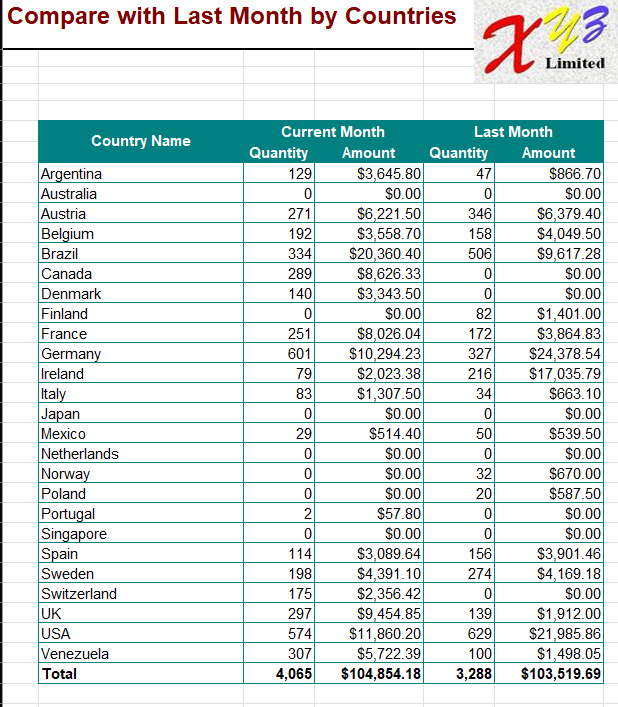 Compare with Last Month by Countries
XYZ
Limited
Country Name Current Month Last Month
Quantity Amount Quantity Amount
Argentina 129 $3,645.80 47 $866.70
Australia 0 $0.00 0 $0.00
Austria 271 $6,221.50 346 $6,379.40
Belgium 192 $3,558.70 158 $4,049.50
Brazil 334 $20,360.40 506 $9,617.28
Canada 289 $8,626.33 0 $0.00
Denmark 140 $3,343.50 0 $0.00
Finland 0 $0.00 82 $1,401.00
France 251 $8,026.04 172 $3,864.83
Germany 601 $10,294.23 327 $24,378.54
Ireland 79 $2,023.38 216 $17,035.79
Italy 83 $1,307.50 34 $663.10
Japan 0 $0.00 0 $0.00
Mexico 29 $514.40 50 $539.50
Netherlands 0 $0.00 0 $0.00
Norway 0 $0.00 32 $670.00
Poland 0 $0.00 20 $587.50
Portugal 2 $57.80 0 $0.00
Singapore 0 $0.00 0 $0.00
Spain 114 $3,089.64 156 $3,901.46
Sweden 198 $4,391.10 274 $4,169.18
Switzerland 175 $2,356.42 0 $0.00
UK 297 $9,454.85 139 $1,912.00
USA 574 $11,860.20 629 $21,985.86
Venezuela 307 $5,722.39 100 $1,498.05
Total 4,065 $104,854.18 3,288 $103,519.69